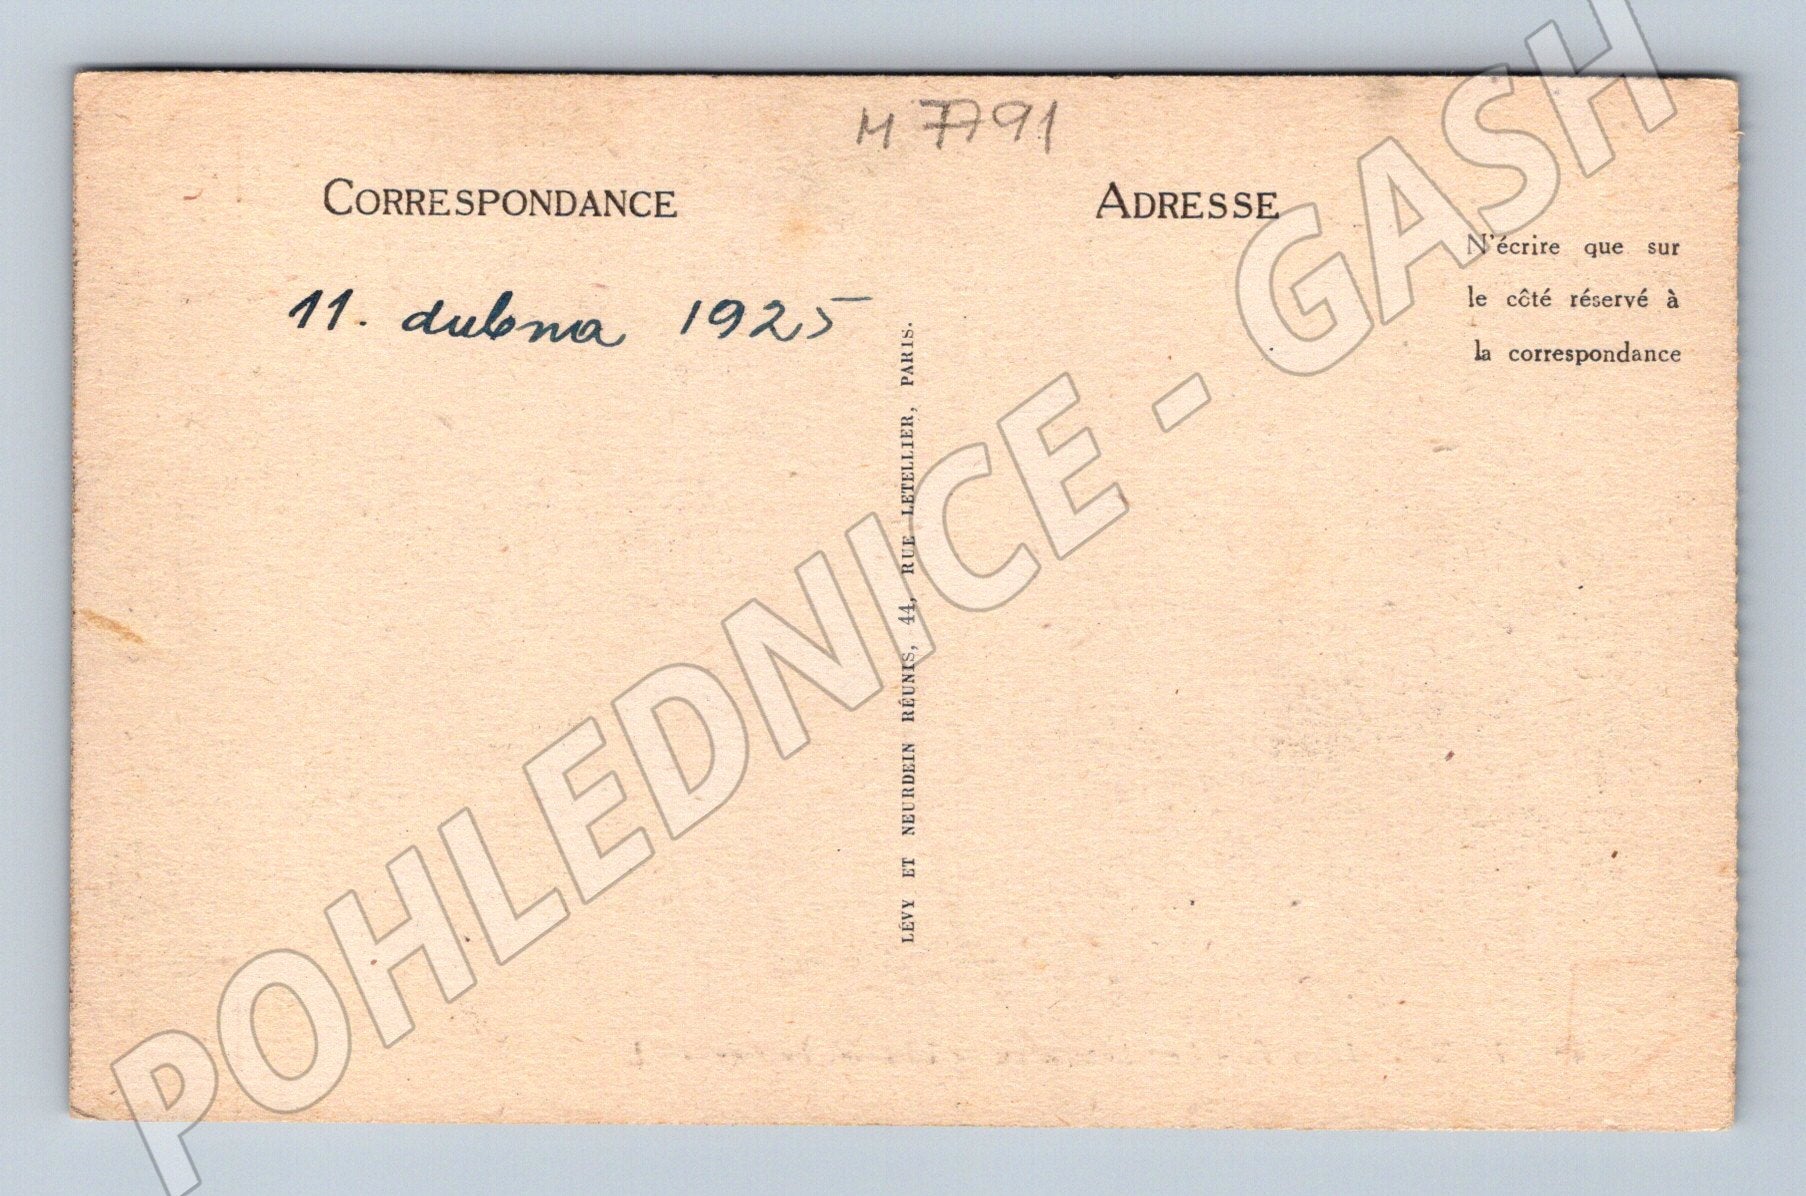 M 7791
CORRESPONDANCE
ADRESSE
N'écrire que sur
le côté réservé à
la correspondance
11. dubna 1925
LÉVY ET NEURDEIN RÉUNIS, 44, RUE LETELLIER, PARIS.
POHLEDNICE - GASH